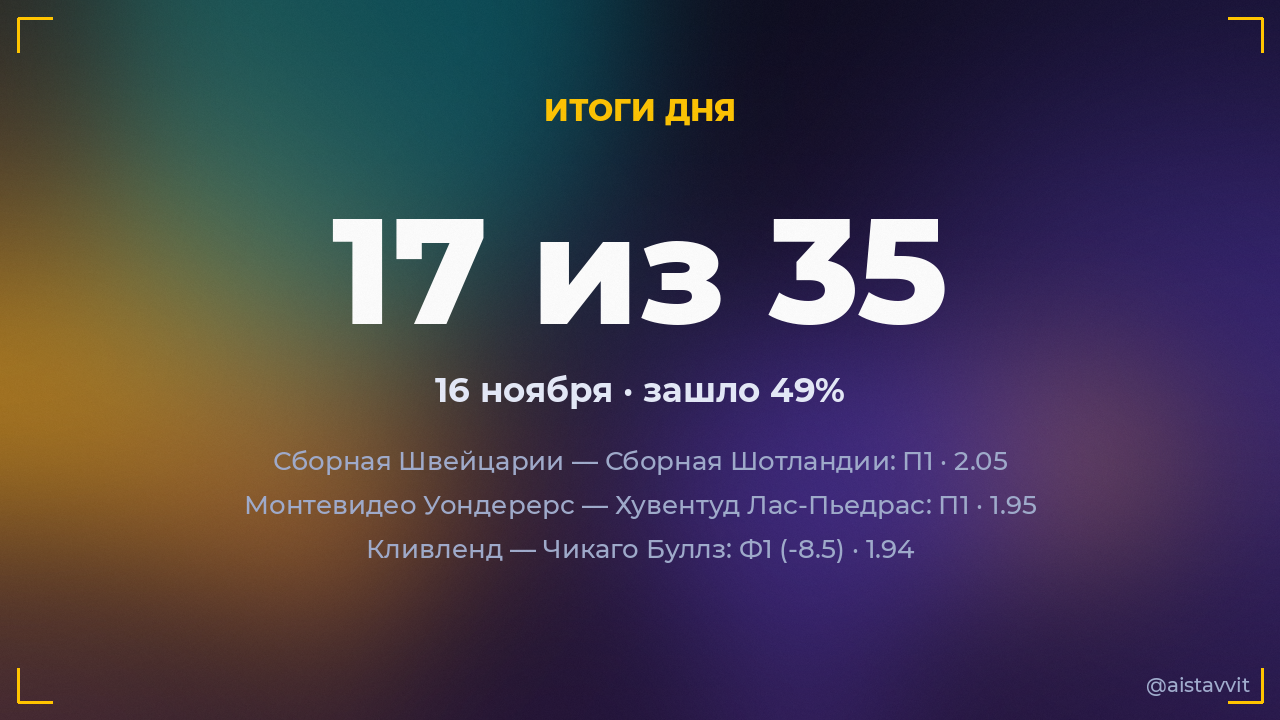 ИТОГИ ДНЯ
17 из 35
16 ноября · зашло 49%
Сборная Швейцарии — Сборная Шотландии: П1 · 2.05
Монтевидео Уондерерс — Хувентуд Лас-Пьедрас: П1 · 1.95
Кливленд — Чикаго Буллз: Ф1 (-8.5) · 1.94
@aistavvit